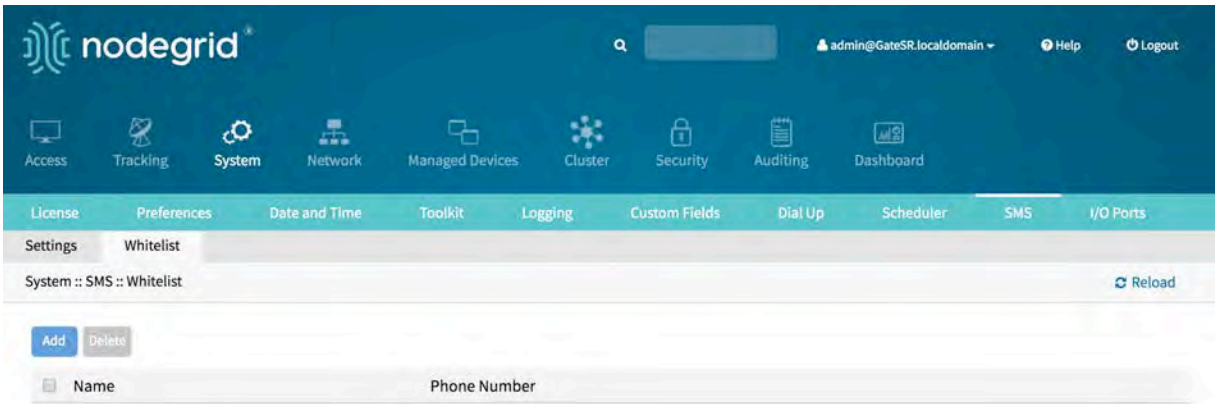 nodegrid®
admin@GateSR.localdomain Help Logout
Access Tracking System Network Managed Devices Cluster Security Auditing Dashboard
License Preferences Date and Time Toolkit Logging Custom Fields Dial Up Scheduler SMS I/O Ports
Settings Whitelist
System :: SMS :: Whitelist Reload
Add Delete
Name Phone Number